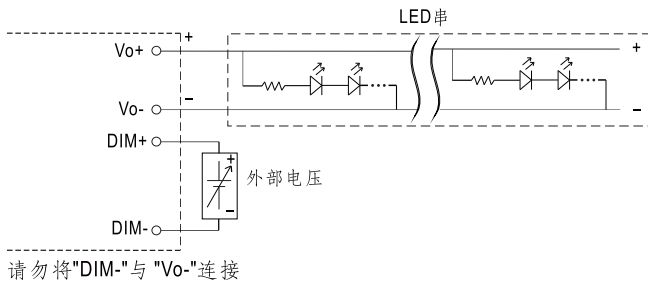 LED串
Vo+
+
+
Vo-
−
−
DIM+
+
外部电压
−
DIM-
请勿将"DIM-"与 "Vo-"连接